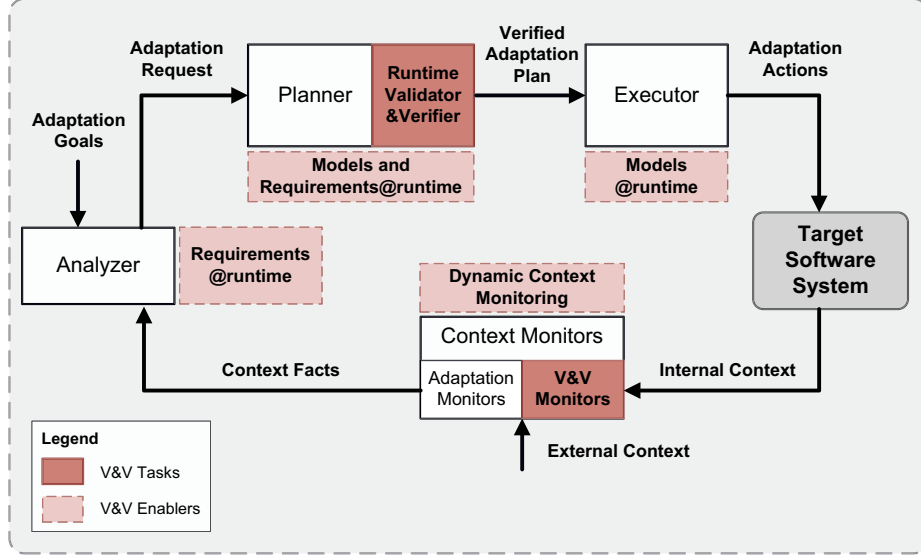 Adaptation
Request
Planner
Runtime
Validator
&Verifier
Verified
Adaptation
Plan
Executor
Adaptation
Actions
Models and
Requirements@runtime
Models
@runtime
Adaptation
Goals
Analyzer
Requirements
@runtime
Target
Software
System
Dynamic Context
Monitoring
Context Monitors
Adaptation
Monitors
V&V
Monitors
Context Facts
Internal Context
External Context
Legend
V&V Tasks
V&V Enablers